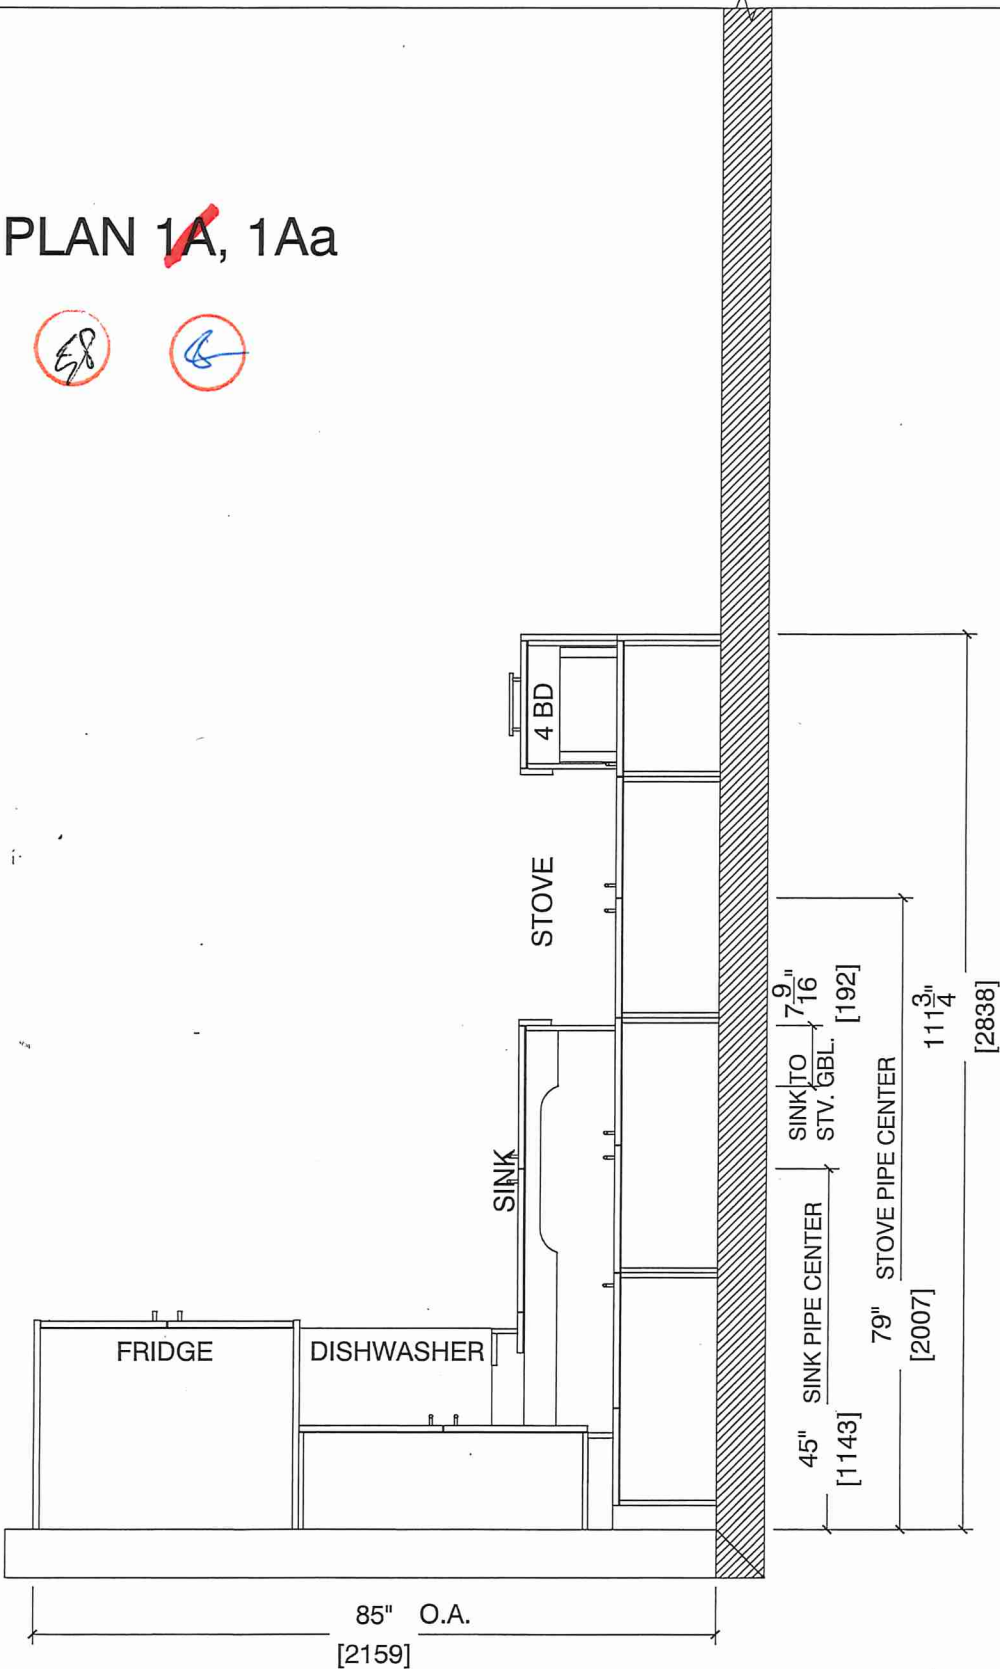 PLAN 1A, 1Aa
4 BD
STOVE
SINK
FRIDGE
DISHWASHER
7 9/16"
[192]
SINK TO
STV. GBL.
111 3/4"
[2838]
79" STOVE PIPE CENTER
[2007]
45" SINK PIPE CENTER
[1143]
85" O.A.
[2159]